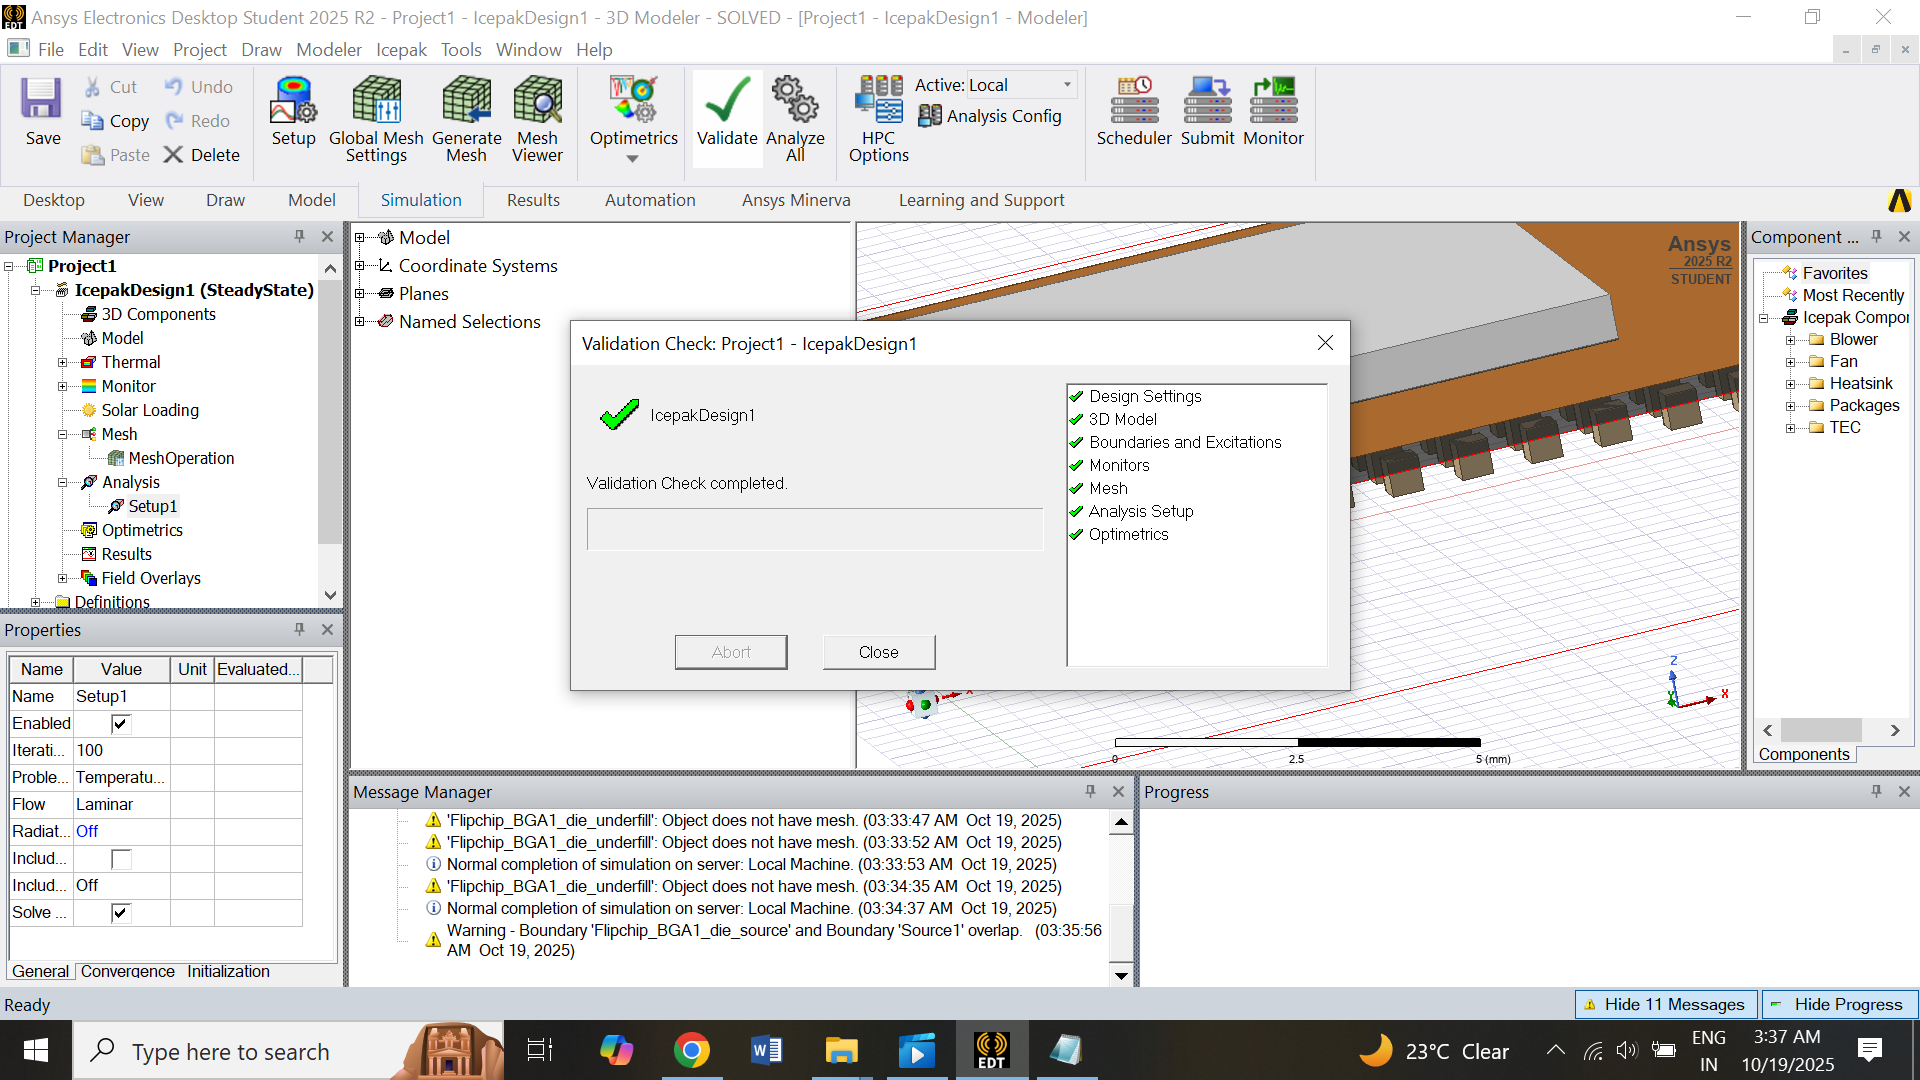 Ansys Electronics Desktop Student 2025 R2 - Project1 - IcepakDesign1 - 3D Modeler - SOLVED - [Project1 - IcepakDesign1 - Modeler]
File Edit View Project Draw Modeler Icepak Tools Window Help
Save
Cut
Copy
Paste
Undo
Redo
Delete
Setup
Global Mesh
Settings
Generate
Mesh
Mesh
Viewer
Optimetrics
Validate
Analyze
All
HPC
Options
Active: Local
Analysis Config
Scheduler
Submit
Monitor
Desktop View Draw Model Simulation Results Automation Ansys Minerva Learning and Support
Project Manager
Project1
IcepakDesign1 (SteadyState)
3D Components
Model
Thermal
Monitor
Solar Loading
Mesh
MeshOperation
Analysis
Setup1
Optimetrics
Results
Field Overlays
Definitions
Properties
Name Value Unit Evaluated...
Name Setup1
Enabled
Iterati... 100
Proble... Temperatu...
Flow Laminar
Radiat... Off
Includ...
Includ... Off
Solve ...
General Convergence Initialization
Model
Coordinate Systems
Planes
Named Selections
Ansys
2025 R2
STUDENT
Validation Check: Project1 - IcepakDesign1
IcepakDesign1
Validation Check completed.
Abort
Close
Design Settings
3D Model
Boundaries and Excitations
Monitors
Mesh
Analysis Setup
Optimetrics
Z
Y
X
X
0 2.5 5 (mm)
Component ...
Favorites
Most Recently
Icepak Compor
Blower
Fan
Heatsink
Packages
TEC
Components
Message Manager
'Flipchip_BGA1_die_underfill': Object does not have mesh. (03:33:47 AM Oct 19, 2025)
'Flipchip_BGA1_die_underfill': Object does not have mesh. (03:33:52 AM Oct 19, 2025)
Normal completion of simulation on server: Local Machine. (03:33:53 AM Oct 19, 2025)
'Flipchip_BGA1_die_underfill': Object does not have mesh. (03:34:35 AM Oct 19, 2025)
Normal completion of simulation on server: Local Machine. (03:34:37 AM Oct 19, 2025)
Warning - Boundary 'Flipchip_BGA1_die_source' and Boundary 'Source1' overlap. (03:35:56
AM Oct 19, 2025)
Progress
Ready
Hide 11 Messages
Hide Progress
Type here to search
EDT
23°C Clear
ENG
IN
3:37 AM
10/19/2025